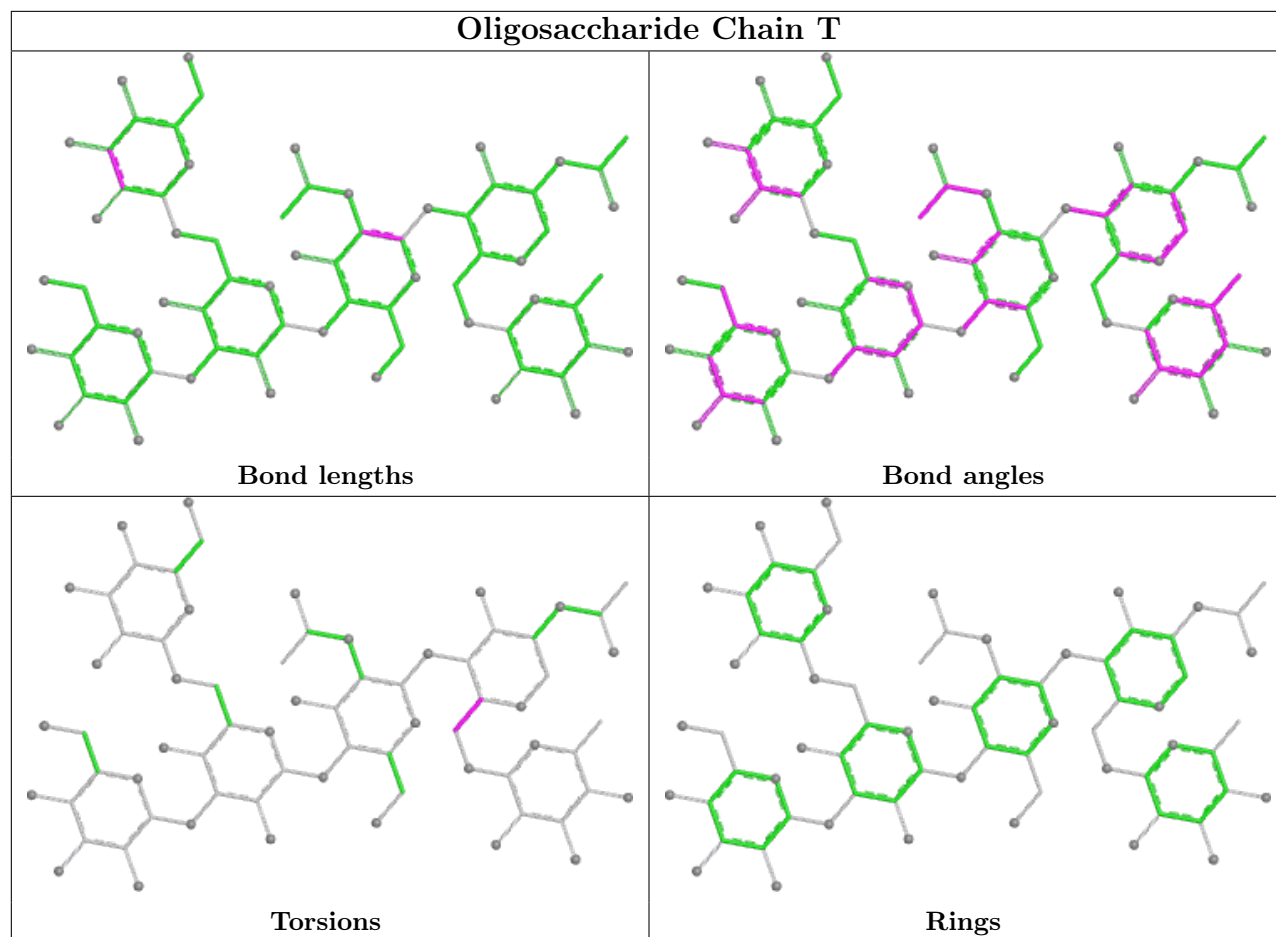 Oligosaccharide Chain T
Bond lengths
Bond angles
Torsions
Rings